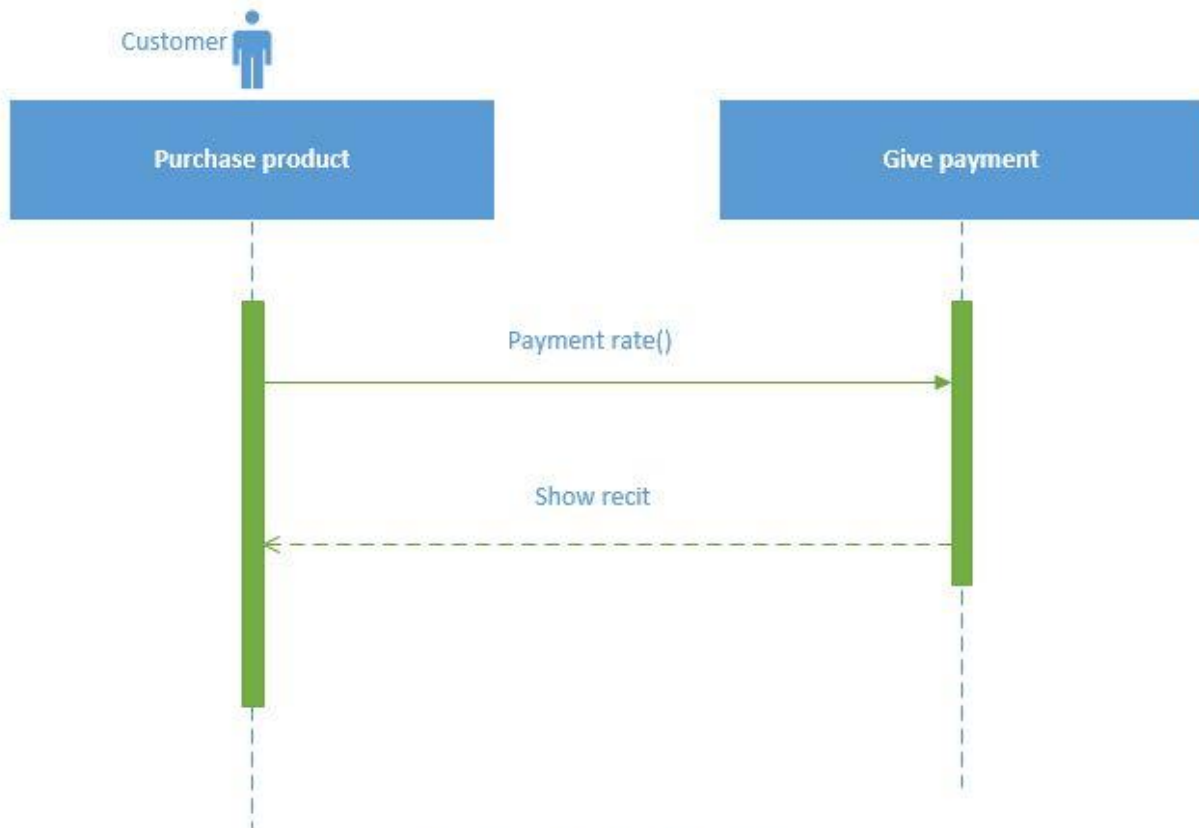 Customer
Purchase product
Give payment
Payment rate()
Show recit